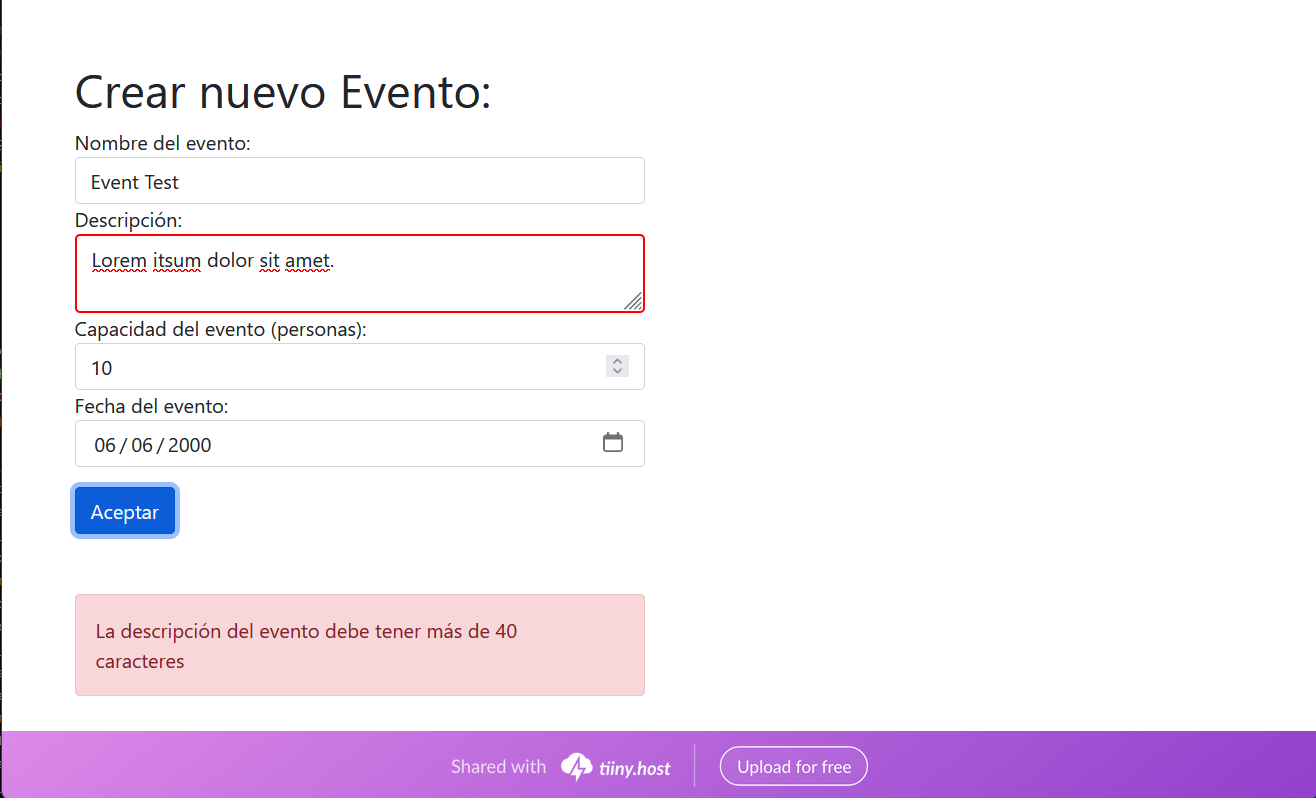 Crear nuevo Evento:
Nombre del evento:
Event Test
Descripción:
Lorem itsum dolor sit amet.
Capacidad del evento (personas):
10
Fecha del evento:
06 / 06 / 2000
Aceptar
La descripción del evento debe tener más de 40
caracteres
Shared with tiiny.host Upload for free